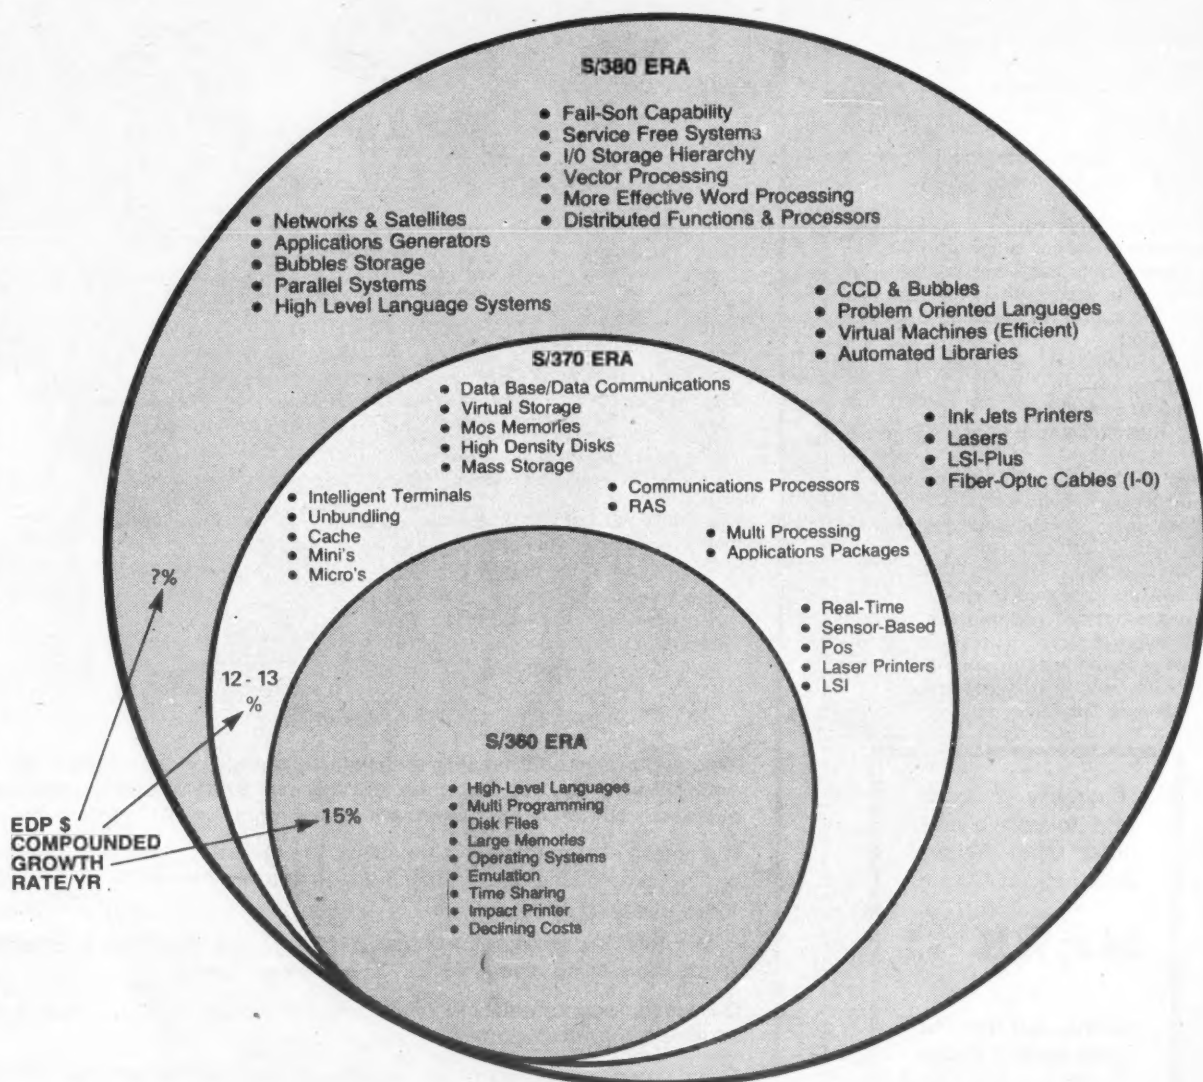 S/380 ERA
• Fail-Soft Capability
• Service Free Systems
• I/0 Storage Hierarchy
• Vector Processing
• More Effective Word Processing
• Distributed Functions & Processors
• Networks & Satellites
• Applications Generators
• Bubbles Storage
• Parallel Systems
• High Level Language Systems
• CCD & Bubbles
• Problem Oriented Languages
• Virtual Machines (Efficient)
• Automated Libraries
• Ink Jets Printers
• Lasers
• LSI-Plus
• Fiber-Optic Cables (I-0)
S/370 ERA
• Data Base/Data Communications
• Virtual Storage
• Mos Memories
• High Density Disks
• Mass Storage
• Intelligent Terminals
• Unbundling
• Cache
• Mini's
• Micro's
• Communications Processors
• RAS
• Multi Processing
• Applications Packages
• Real-Time
• Sensor-Based
• Pos
• Laser Printers
• LSI
?%
12 - 13
%
S/360 ERA
• High-Level Languages
• Multi Programming
• Disk Files
• Large Memories
• Operating Systems
• Emulation
• Time Sharing
• Impact Printer
• Declining Costs
15%
EDP $
COMPOUNDED
GROWTH
RATE/YR